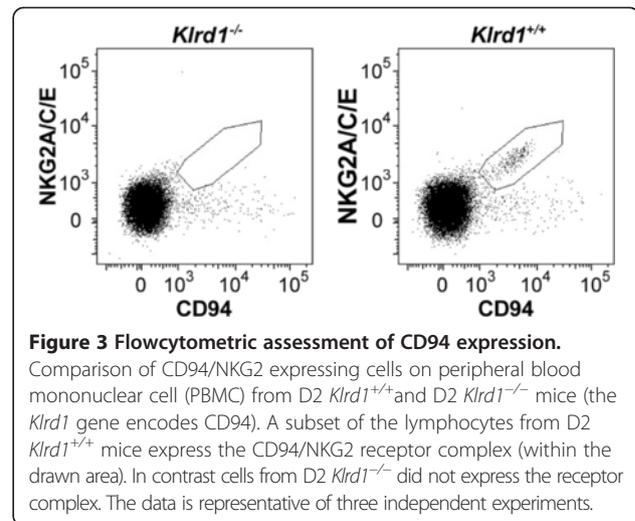 Klrd1-/- Klrd1+/+
NKG2A/C/E
10^5
10^4
10^3
0
0 10^3 10^4 10^5
CD94
NKG2A/C/E
10^5
10^4
10^3
0
0 10^3 10^4 10^5
CD94
Figure 3 Flowcytometric assessment of CD94 expression.
Comparison of CD94/NKG2 expressing cells on peripheral blood
mononuclear cell (PBMC) from D2 Klrd1+/+and D2 Klrd1−/− mice (the
Klrd1 gene encodes CD94). A subset of the lymphocytes from D2
Klrd1+/+ mice express the CD94/NKG2 receptor complex (within the
drawn area). In contrast cells from D2 Klrd1−/− did not express the receptor
complex. The data is representative of three independent experiments.